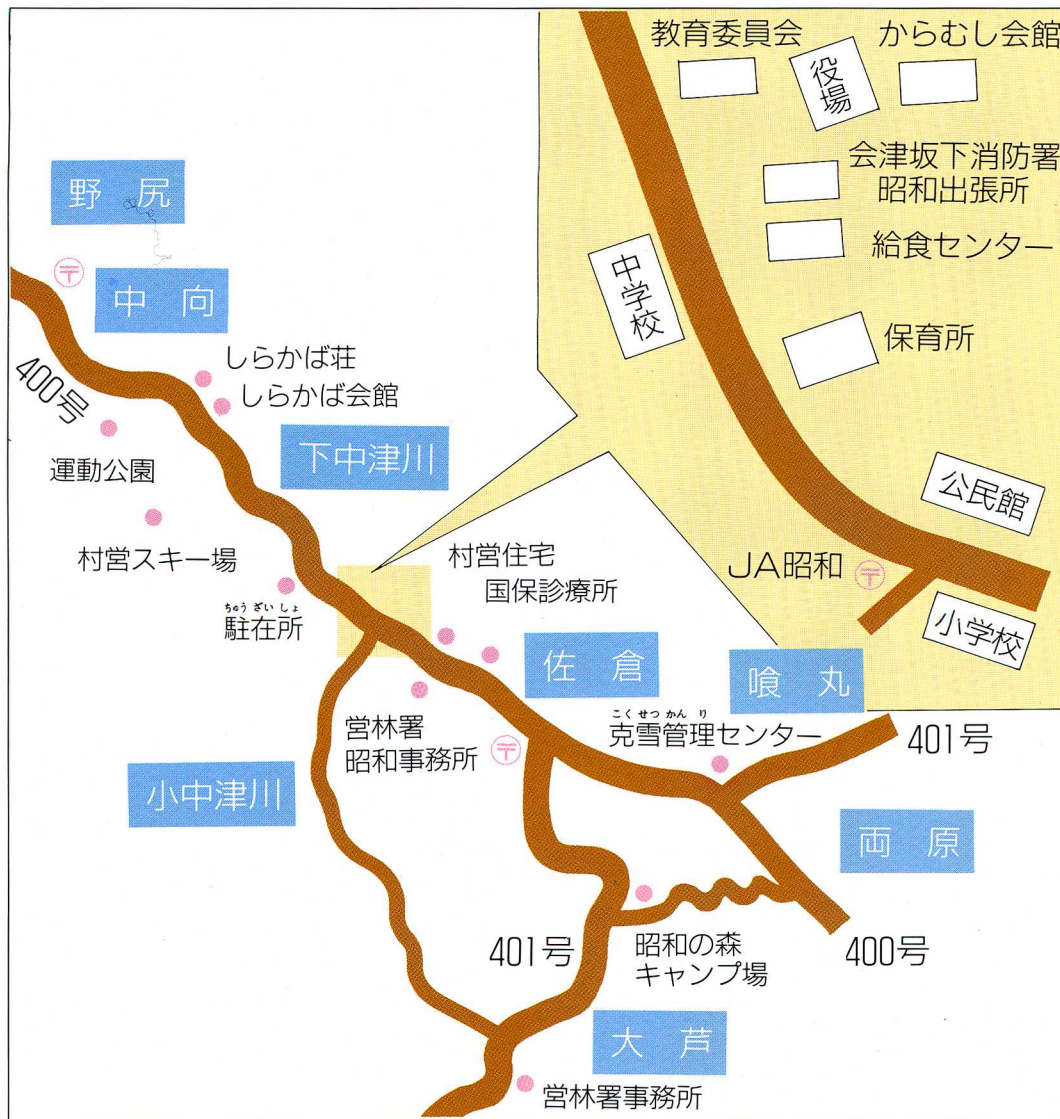 教育委員会
役場
からむし会館
会津坂下消防署
昭和出張所
給食センター
中学校
保育所
公民館
JA昭和
〒
小学校
野尻
〒
中向
400号
しらかば荘
しらかば会館
運動公園
下中津川
村営スキー場
ちゅうざいしょ
駐在所
村営住宅
国保診療所
佐倉
喰丸
営林署
昭和事務所
〒
こくせつかんり
克雪管理センター
401号
小中津川
両原
401号
昭和の森
キャンプ場
400号
大芦
営林署事務所